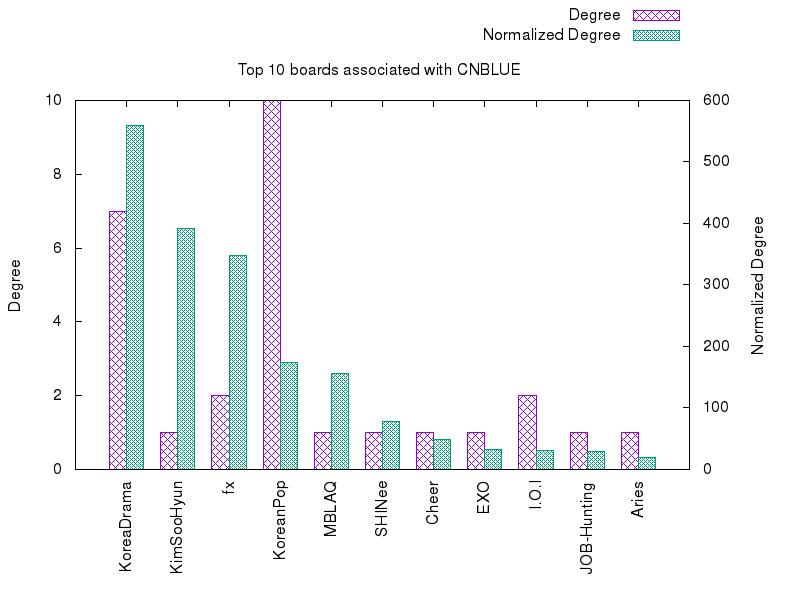 Degree
Normalized Degree
Top 10 boards associated with CNBLUE
10
8
6
4
2
0
600
500
400
300
200
100
0
Degree
Normalized Degree
KoreaDrama
KimSooHyun
fx
KoreanPop
MBLAQ
SHINee
Cheer
EXO
I.O.I
JOB-Hunting
Aries